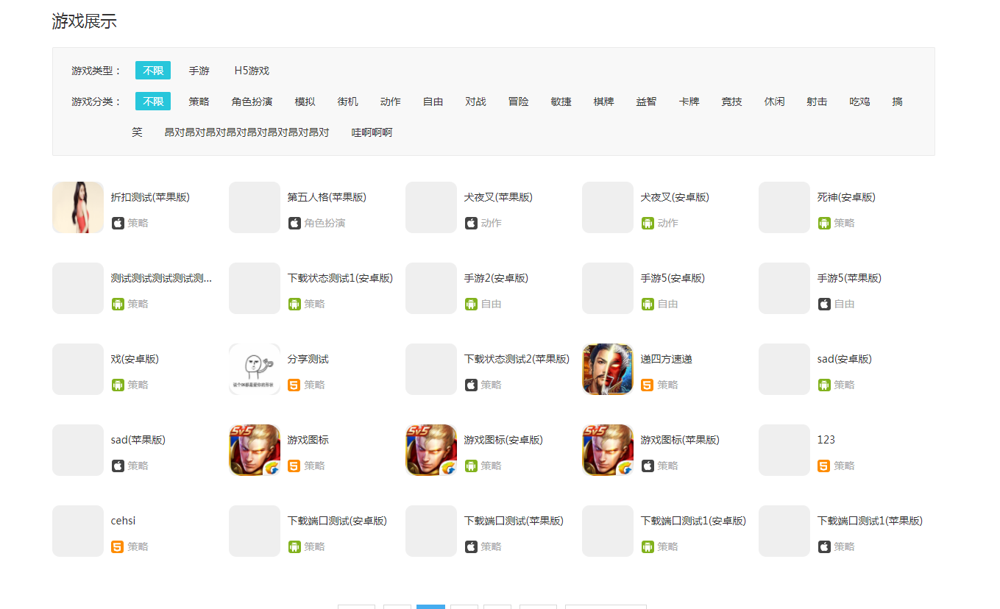 游戏展示
游戏类型： 不限 手游 H5游戏
游戏分类： 不限 策略 角色扮演 模拟 街机 动作 自由 对战 冒险 敏捷 棋牌 益智 卡牌 竞技 休闲 射击 吃鸡 搞
笑 昂对昂对昂对昂对昂对昂对昂对昂对 哇啊啊啊
折扣测试(苹果版) 第五人格(苹果版) 犬夜叉(苹果版) 犬夜叉(安卓版) 死神(安卓版)
策略 角色扮演 动作 动作 策略
测试测试测试测试测... 下载状态测试1(安卓版) 手游2(安卓版) 手游5(安卓版) 手游5(苹果版)
策略 策略 自由 自由 自由
戏(安卓版) 分享测试 下载状态测试2(苹果版) 递四方速递 sad(安卓版)
策略 策略 策略 策略 策略
sad(苹果版) 游戏图标 游戏图标(安卓版) 游戏图标(苹果版) 123
5v5 5v5 5v5
策略 策略 策略 策略 策略
cehsi 下载端口测试(安卓版) 下载端口测试(苹果版) 下载端口测试1(安卓版) 下载端口测试1(苹果版)
策略 策略 策略 策略 策略